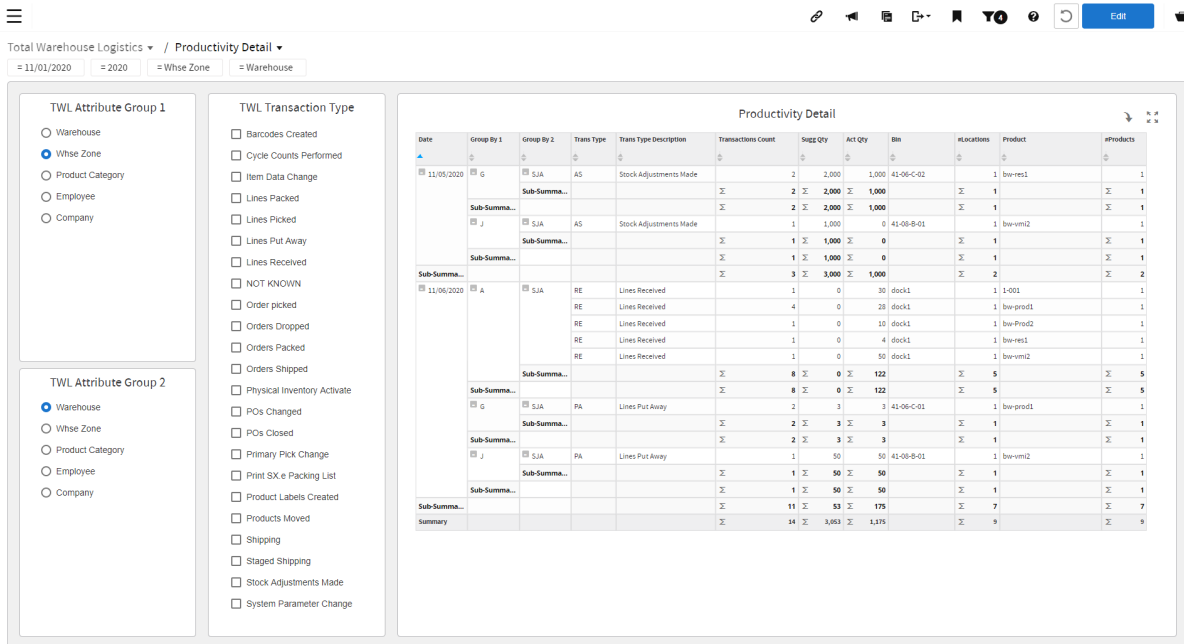 4
Edit
Total Warehouse Logistics / Productivity Detail
= 11/01/2020 = 2020 = Whse Zone = Warehouse
TWL Attribute Group 1
Warehouse
Whse Zone
Product Category
Employee
Company
TWL Attribute Group 2
Warehouse
Whse Zone
Product Category
Employee
Company
TWL Transaction Type
Barcodes Created
Cycle Counts Performed
Item Data Change
Lines Packed
Lines Picked
Lines Put Away
Lines Received
NOT KNOWN
Order picked
Orders Dropped
Orders Packed
Orders Shipped
Physical Inventory Activate
POs Changed
POs Closed
Primary Pick Change
Print SX.e Packing List
Product Labels Created
Products Moved
Shipping
Staged Shipping
Stock Adjustments Made
System Parameter Change
Productivity Detail
Date Group By 1 Group By 2 Trans Type Trans Type Description Transactions Count Sugg Qty Act Qty Bin #Locations Product #Products
11/05/2020 G SJA AS Stock Adjustments Made 2 2,000 1,000 41-06-C-02 1 bw-res1 1
Sub-Summa... Σ 2 Σ 2,000 Σ 1,000 Σ 1 Σ 1
Sub-Summa... Σ 2 Σ 2,000 Σ 1,000 Σ 1 Σ 1
J SJA AS Stock Adjustments Made 1 1,000 0 41-08-B-01 1 bw-vmi2 1
Sub-Summa... Σ 1 Σ 1,000 Σ 0 Σ 1 Σ 1
Sub-Summa... Σ 1 Σ 1,000 Σ 0 Σ 1 Σ 1
Sub-Summa... Σ 3 Σ 3,000 Σ 1,000 Σ 2 Σ 2
11/06/2020 A SJA RE Lines Received 1 0 30 dock1 1 1-001 1
RE Lines Received 4 0 28 dock1 1 bw-prod1 1
RE Lines Received 1 0 10 dock1 1 bw-Prod2 1
RE Lines Received 1 0 4 dock1 1 bw-res1 1
RE Lines Received 1 0 50 dock1 1 bw-vmi2 1
Sub-Summa... Σ 8 Σ 0 Σ 122 Σ 5 Σ 5
Sub-Summa... Σ 8 Σ 0 Σ 122 Σ 5 Σ 5
G SJA PA Lines Put Away 2 3 3 41-06-C-01 1 bw-prod1 1
Sub-Summa... Σ 2 Σ 3 Σ 3 Σ 1 Σ 1
Sub-Summa... Σ 2 Σ 3 Σ 3 Σ 1 Σ 1
J SJA PA Lines Put Away 1 50 50 41-08-B-01 1 bw-vmi2 1
Sub-Summa... Σ 1 Σ 50 Σ 50 Σ 1 Σ 1
Sub-Summa... Σ 1 Σ 50 Σ 50 Σ 1 Σ 1
Sub-Summa... Σ 11 Σ 53 Σ 175 Σ 7 Σ 7
Summary Σ 14 Σ 3,053 Σ 1,175 Σ 9 Σ 9